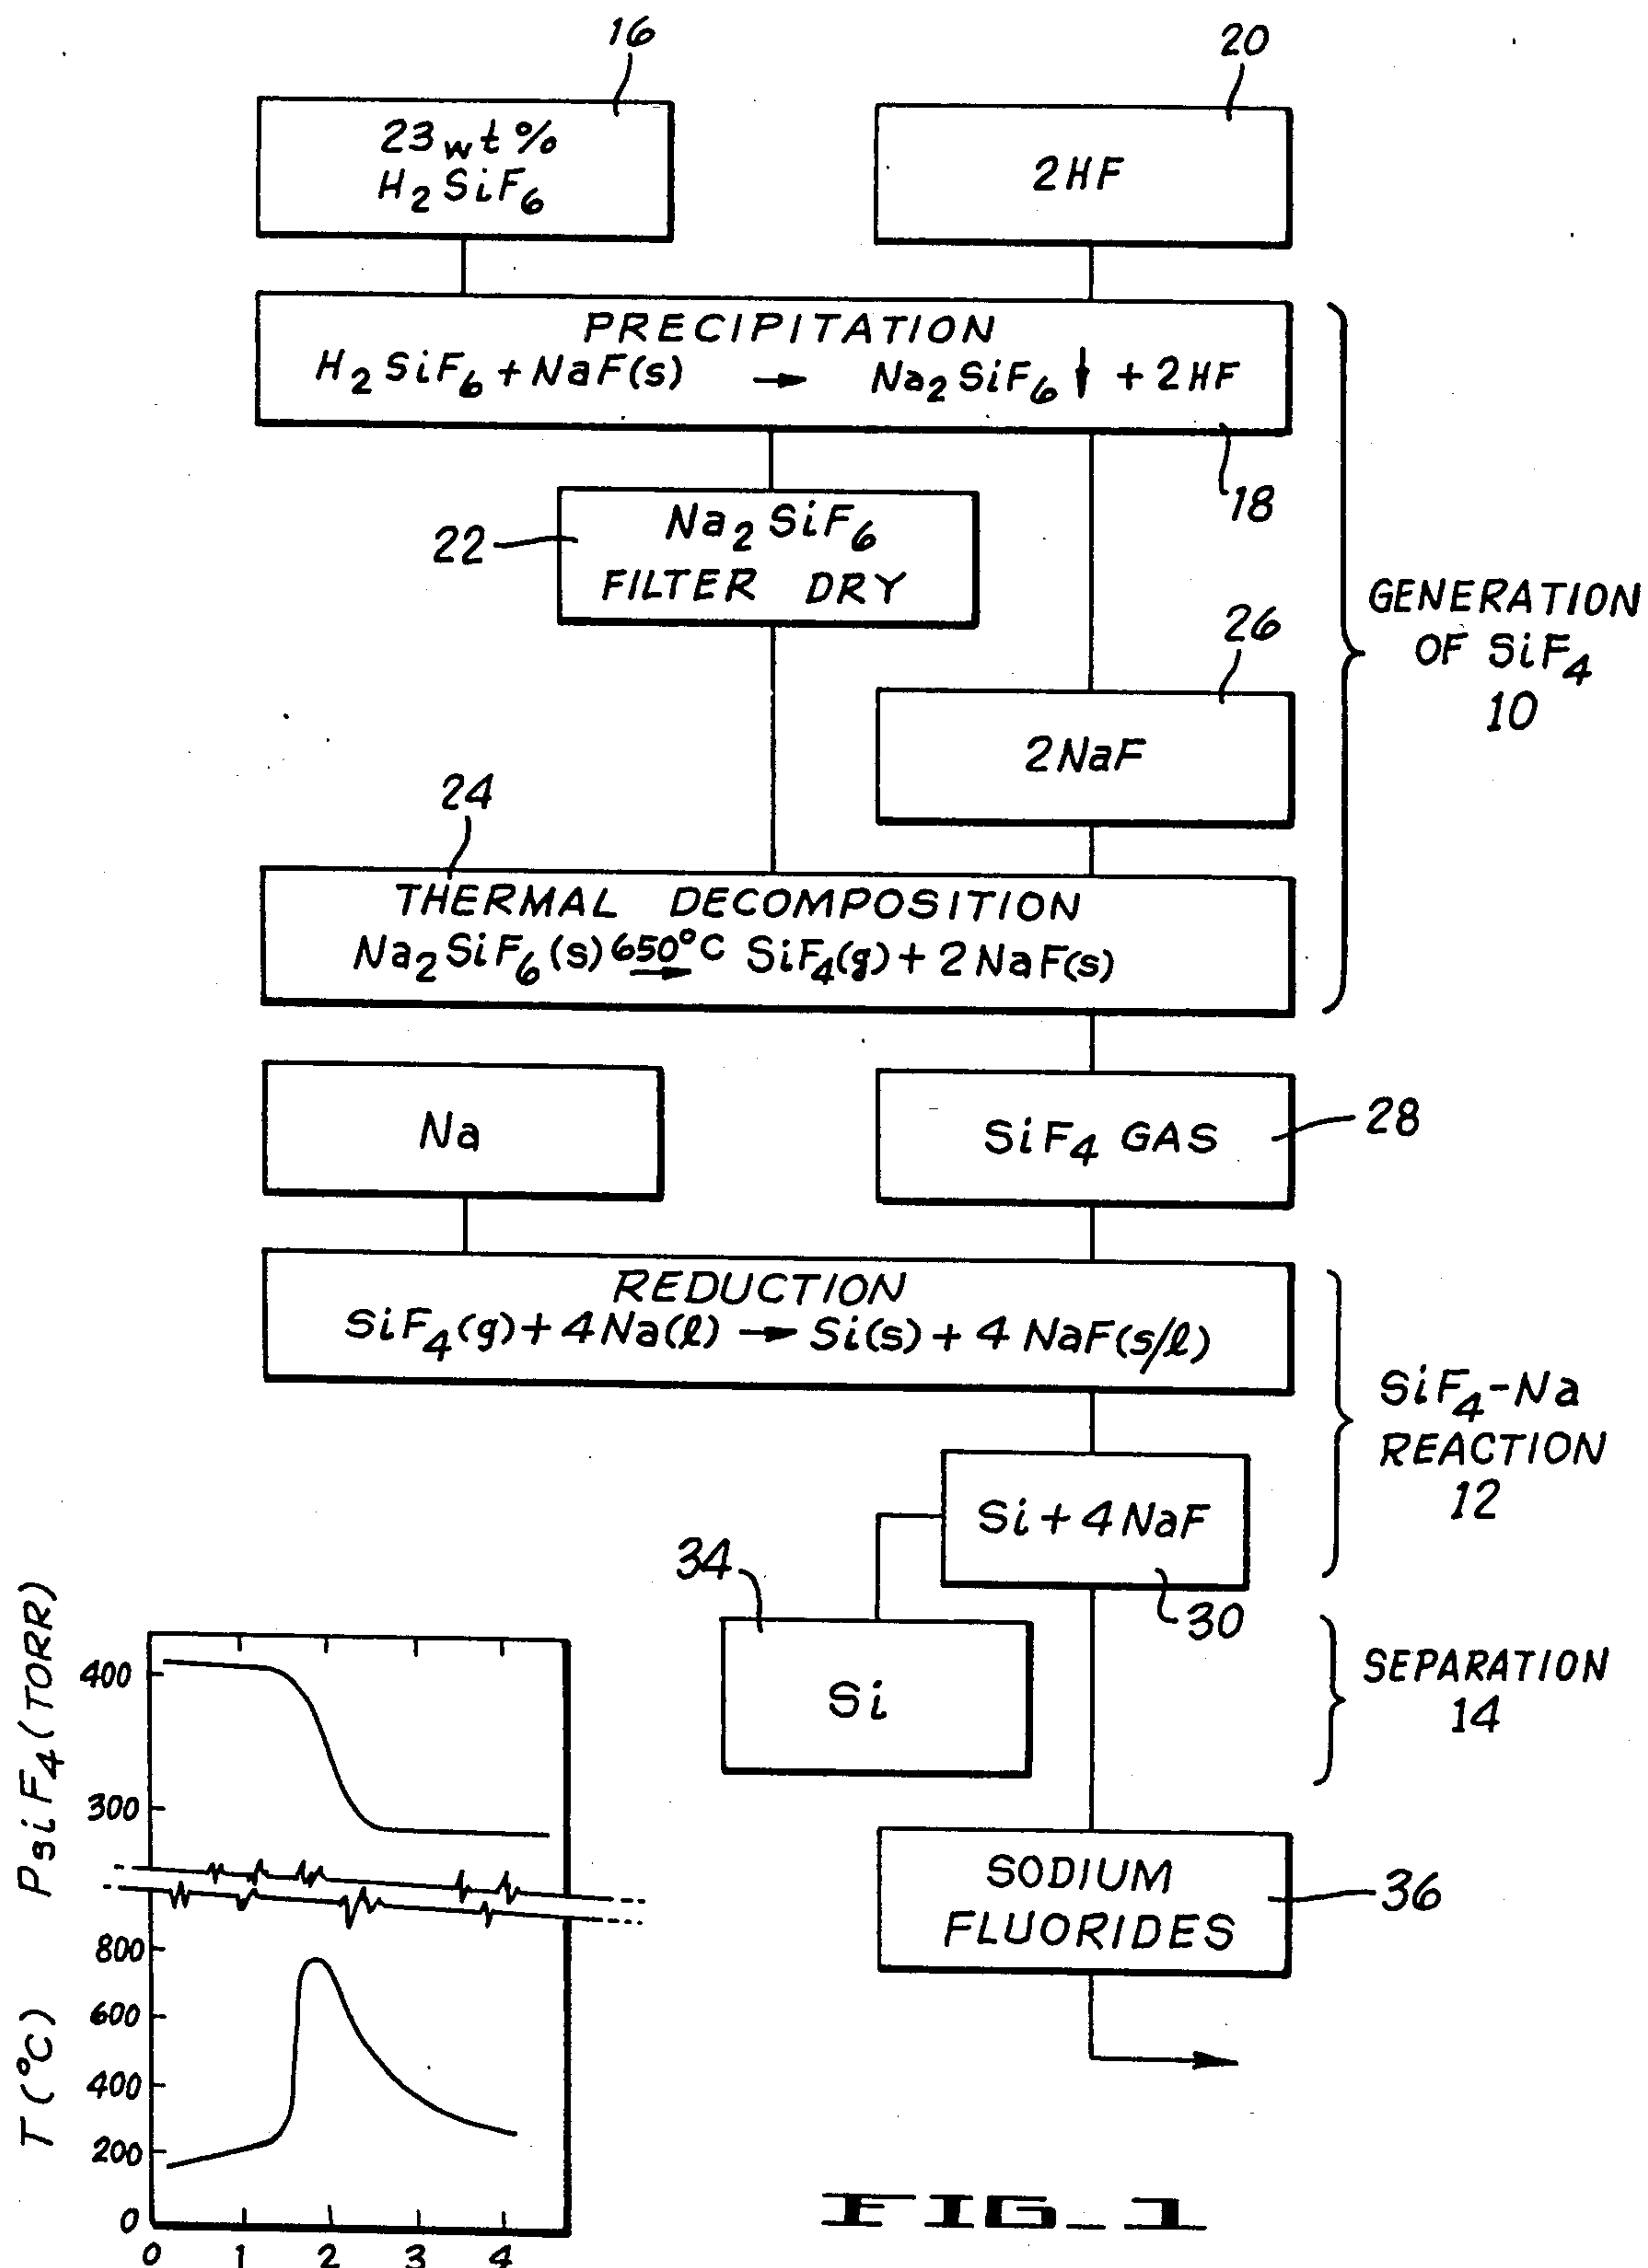 16
20
23 wt %
H2SiF6
2HF
PRECIPITATION
H2SiF6 + NaF(s) → Na2SiF6 ↓ + 2HF
18
22
Na2SiF6
FILTER DRY
GENERATION
OF SiF4
10
26
2NaF
24
THERMAL DECOMPOSITION
Na2SiF6(s) 650°C → SiF4(g) + 2NaF(s)
Na
SiF4 GAS
28
REDUCTION
SiF4(g) + 4Na(l) → Si(s) + 4NaF(s/l)
SiF4-Na
REACTION
12
Si + 4NaF
30
34
Si
SEPARATION
14
SODIUM
FLUORIDES
36
PSiF4 (TORR)
400
300
T(°C)
800
600
400
200
0
0 1 2 3 4
FIG_1